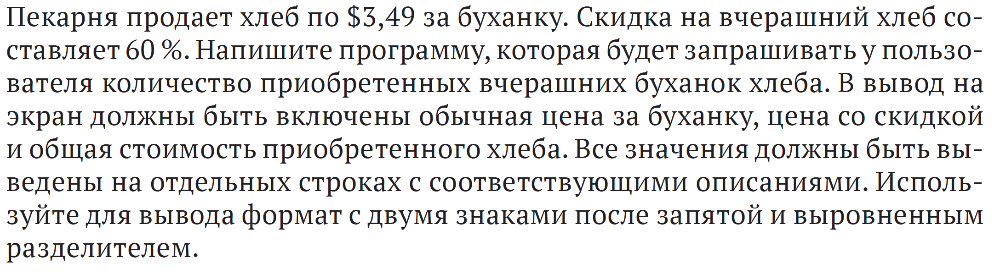 Пекарня продает хлеб по $3,49 за буханку. Скидка на вчерашний хлеб со-
ставляет 60 %. Напишите программу, которая будет запрашивать у пользо-
вателя количество приобретенных вчерашних буханок хлеба. В вывод на
экран должны быть включены обычная цена за буханку, цена со скидкой
и общая стоимость приобретенного хлеба. Все значения должны быть вы-
ведены на отдельных строках с соответствующими описаниями. Исполь-
зуйте для вывода формат с двумя знаками после запятой и выровненным
разделителем.